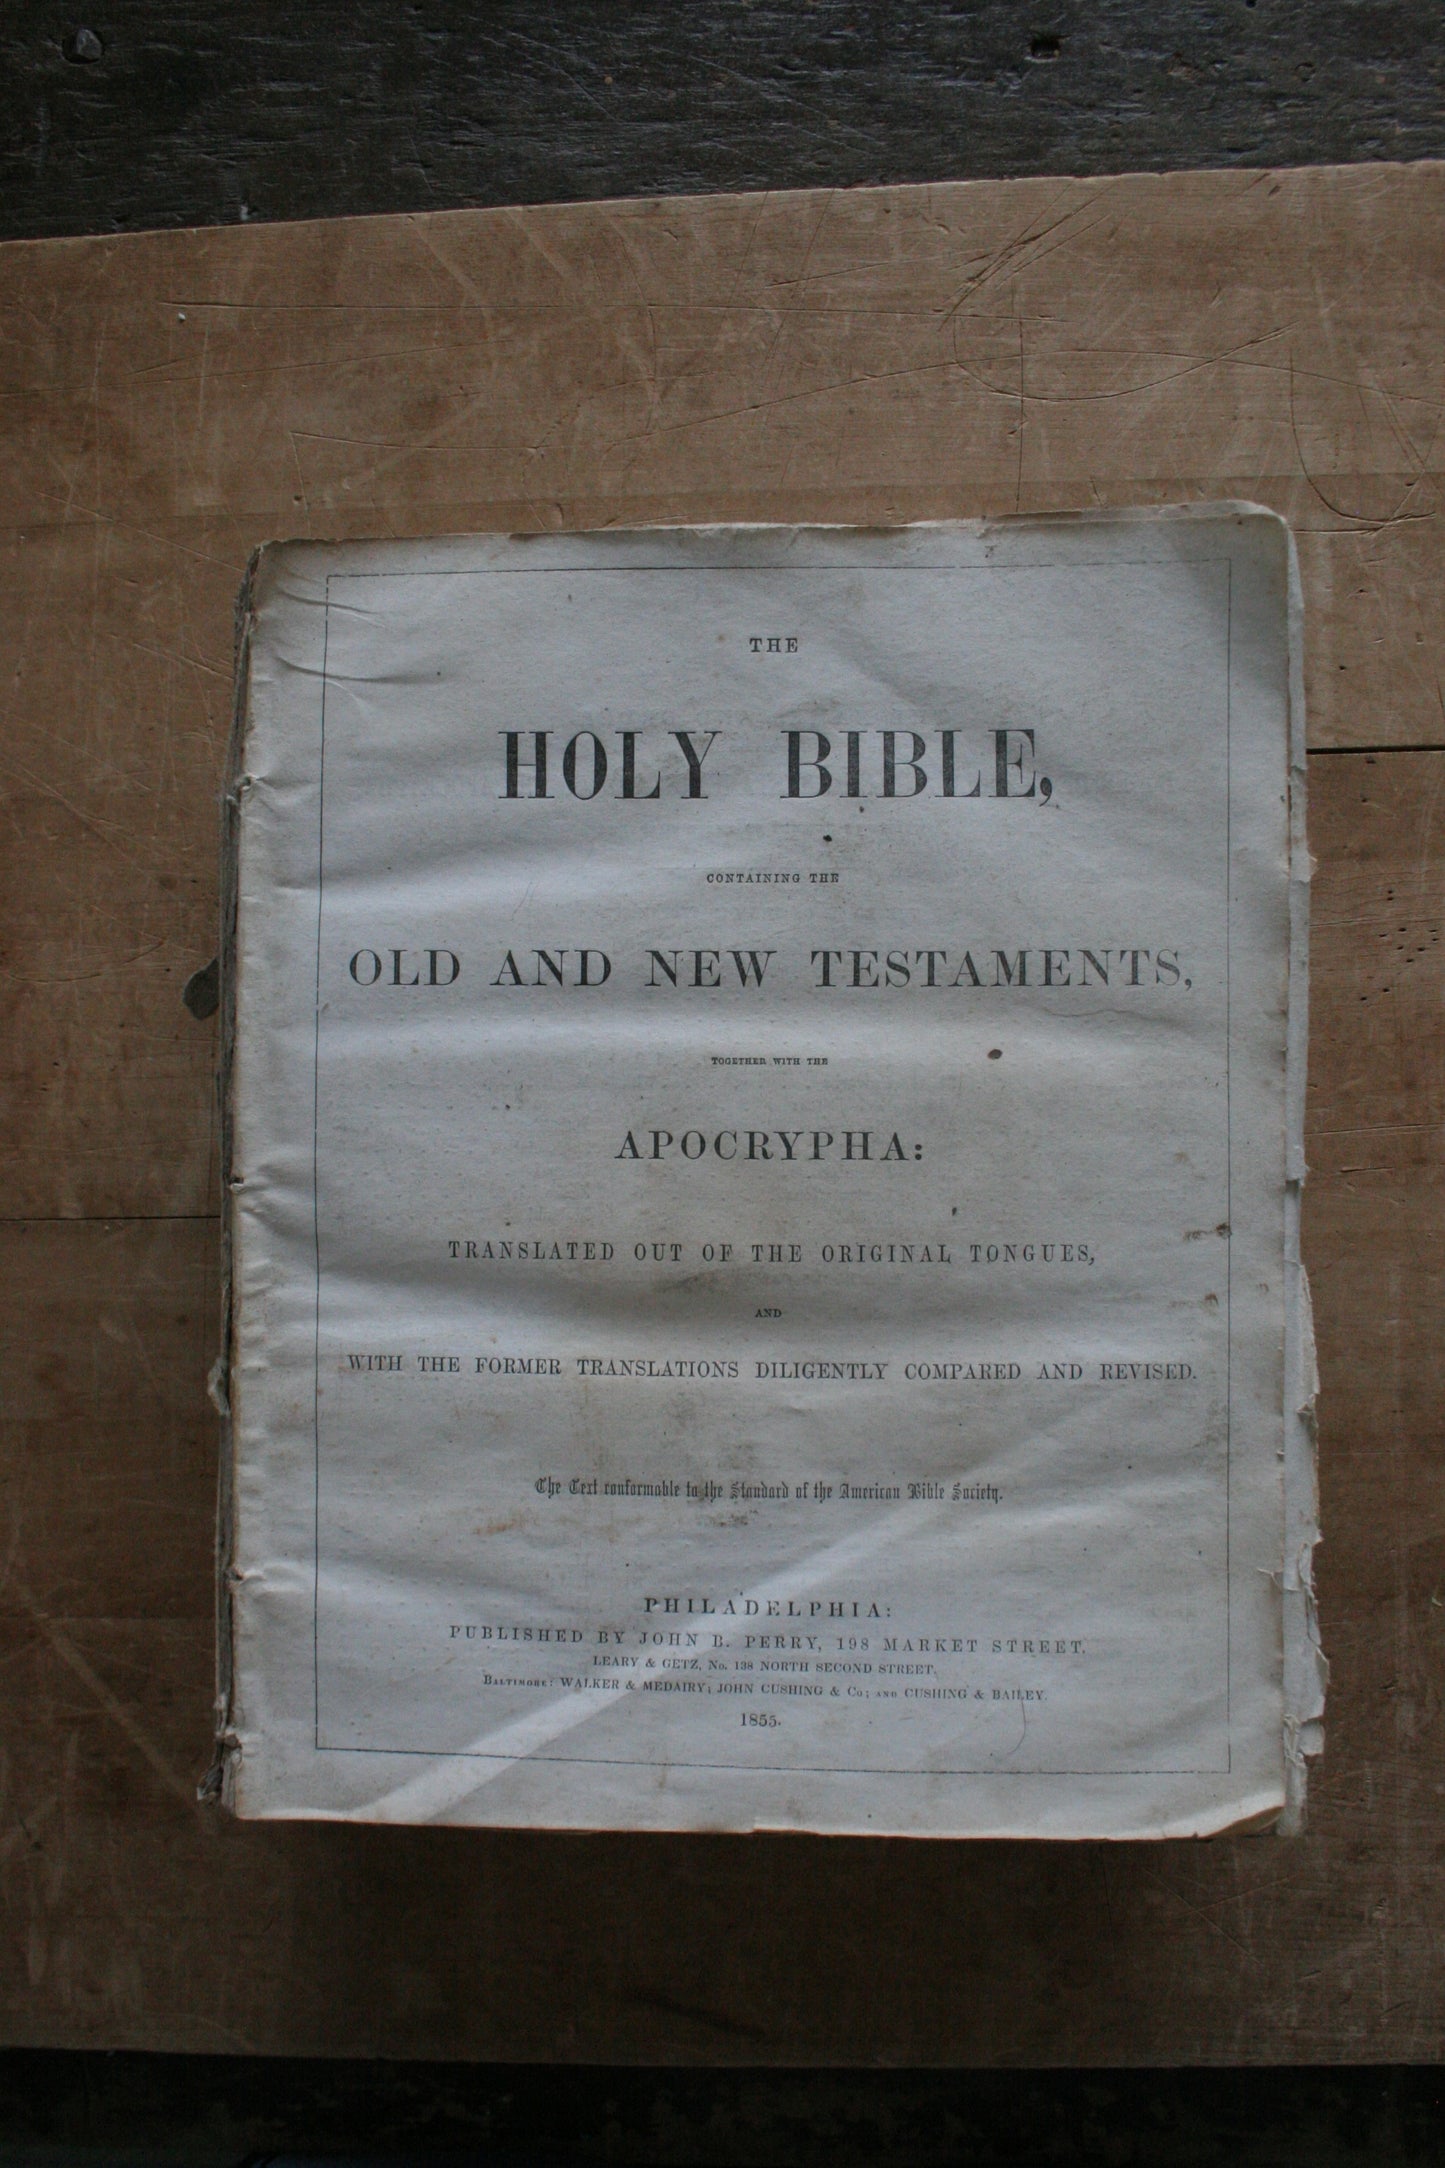 THE
HOLY BIBLE,
CONTAINING THE
OLD AND NEW TESTAMENTS,
TOGETHER WITH THE
APOCRYPHA:
TRANSLATED OUT OF THE ORIGINAL TONGUES,
AND
WITH THE FORMER TRANSLATIONS DILIGENTLY COMPARED AND REVISED.
The Text conformable to the Standard of the American Bible Society.
PHILADELPHIA:
PUBLISHED BY JOHN B. PERRY, 198 MARKET STREET.
LEARY & GETZ, No. 138 NORTH SECOND STREET.
BALTIMORE: WALKER & MEDAIRY; JOHN CUSHING & Co; AND CUSHING & BAILEY.
1855.